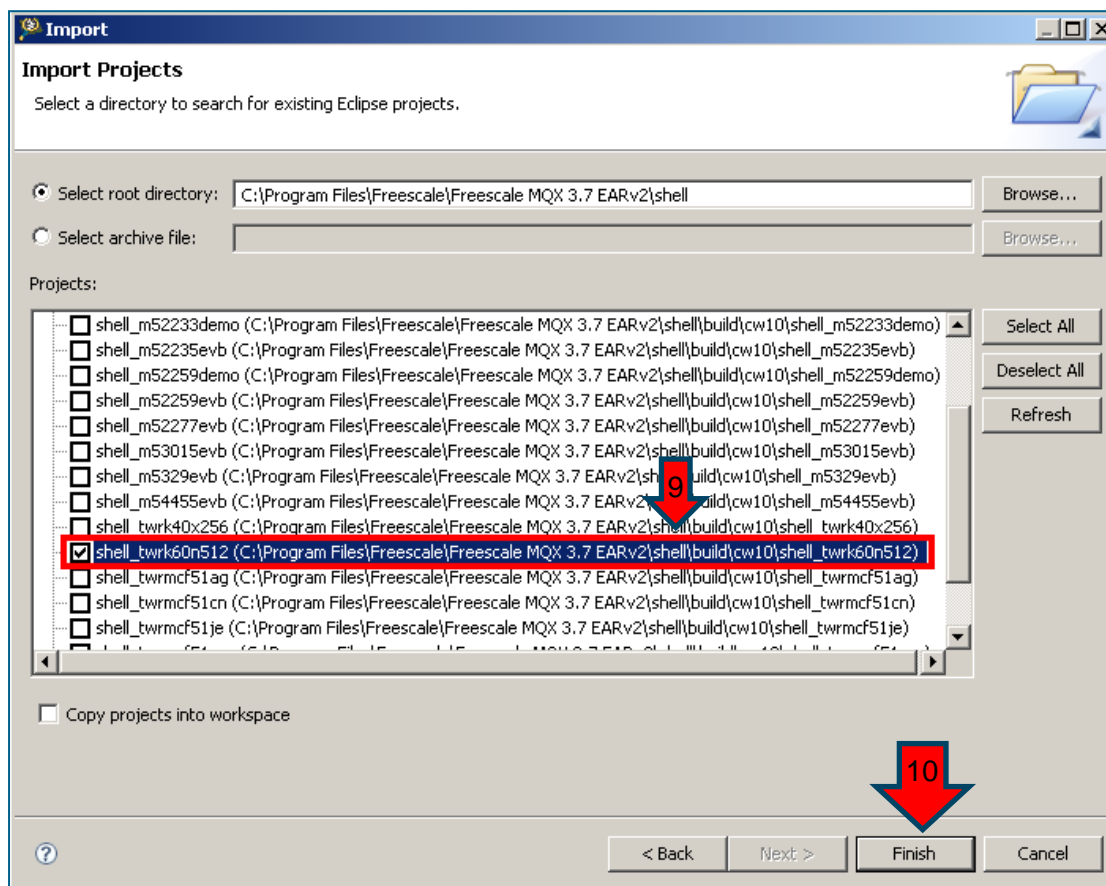 Import
Import Projects
Select a directory to search for existing Eclipse projects.
Select root directory: C:\Program Files\Freescale\Freescale MQX 3.7 EARv2\shell Browse...
Select archive file: Browse...
Projects:
shell_m52233demo (C:\Program Files\Freescale\Freescale MQX 3.7 EARv2\shell\build\cw10\shell_m52233demo) Select All
shell_m52235evb (C:\Program Files\Freescale\Freescale MQX 3.7 EARv2\shell\build\cw10\shell_m52235evb)
shell_m52259demo (C:\Program Files\Freescale\Freescale MQX 3.7 EARv2\shell\build\cw10\shell_m52259demo) Deselect All
shell_m52259evb (C:\Program Files\Freescale\Freescale MQX 3.7 EARv2\shell\build\cw10\shell_m52259evb)
shell_m52277evb (C:\Program Files\Freescale\Freescale MQX 3.7 EARv2\shell\build\cw10\shell_m52277evb) Refresh
shell_m53015evb (C:\Program Files\Freescale\Freescale MQX 3.7 EARv2\shell\build\cw10\shell_m53015evb)
shell_m5329evb (C:\Program Files\Freescale\Freescale MQX 3.7 EARv2\shell\build\cw10\shell_m5329evb)
9
shell_m54455evb (C:\Program Files\Freescale\Freescale MQX 3.7 EARv2\shell\build\cw10\shell_m54455evb)
shell_twrk40x256 (C:\Program Files\Freescale\Freescale MQX 3.7 EARv2\shell\build\cw10\shell_twrk40x256)
shell_twrk60n512 (C:\Program Files\Freescale\Freescale MQX 3.7 EARv2\shell\build\cw10\shell_twrk60n512)
shell_twrmcf51ag (C:\Program Files\Freescale\Freescale MQX 3.7 EARv2\shell\build\cw10\shell_twrmcf51ag)
shell_twrmcf51cn (C:\Program Files\Freescale\Freescale MQX 3.7 EARv2\shell\build\cw10\shell_twrmcf51cn)
shell_twrmcf51je (C:\Program Files\Freescale\Freescale MQX 3.7 EARv2\shell\build\cw10\shell_twrmcf51je)
Copy projects into workspace
10
? < Back Next > Finish Cancel